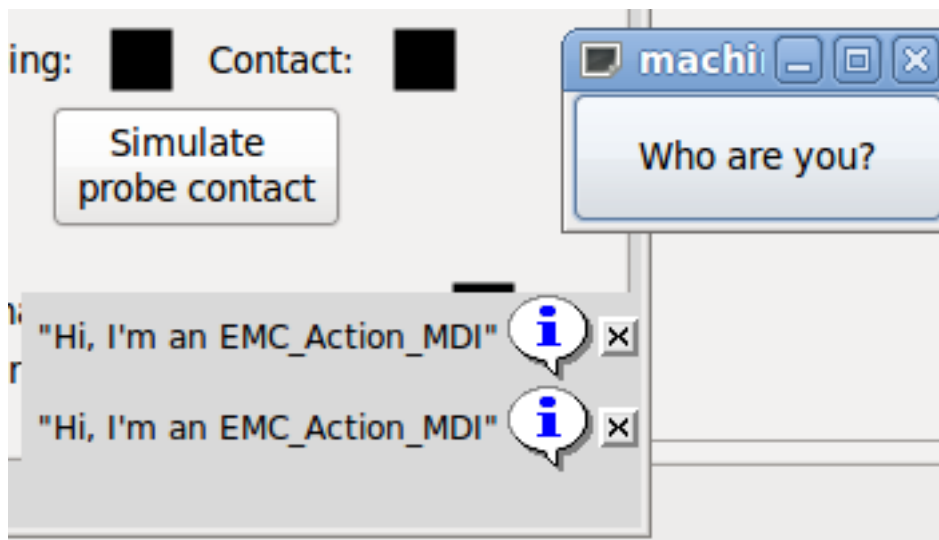 ing: Contact:
machi
Simulate
probe contact
Who are you?
"Hi, I'm an EMC_Action_MDI"
"Hi, I'm an EMC_Action_MDI"